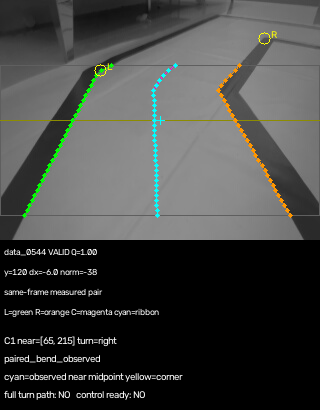 L
R
data_0544 VALID Q=1.00
y=120 dx=-6.0 norm=-38
same-frame measured pair
L=green R=orange C=magenta cyan=ribbon
C1 near=[65, 215] turn=right
paired_bend_observed
cyan=observed near midpoint yellow=corner
full turn path: NO control ready: NO